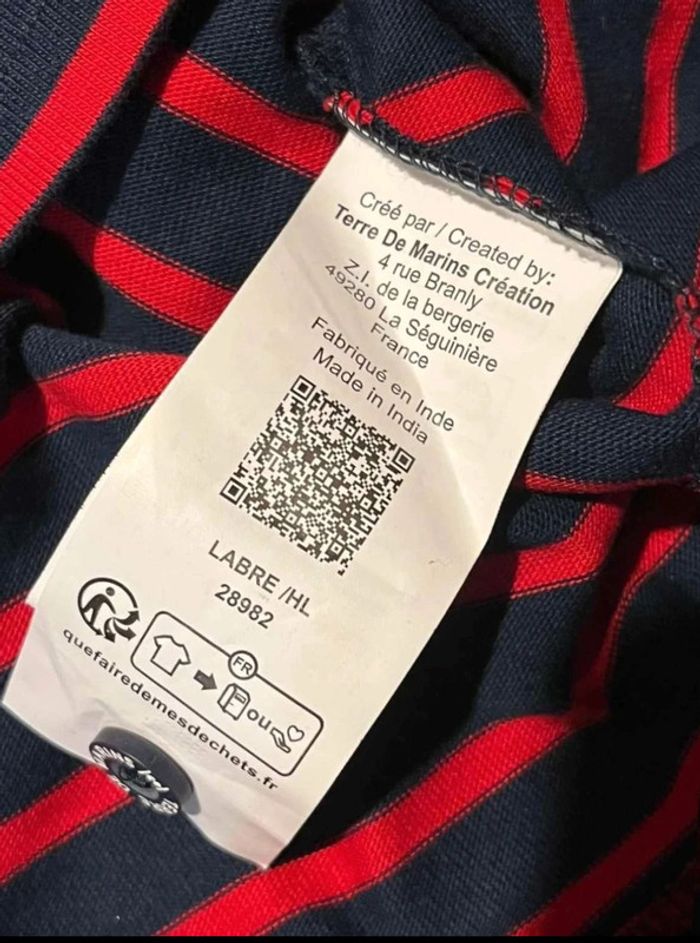 Créé par / Created by:
Terre De Marins Création
4 rue Branly
Z.I. de la bergerie
49280 La Séguinière
France
Fabriqué en Inde
Made in India
LABRE /HL
28982
FR
ou
quefairedemesdechets.fr